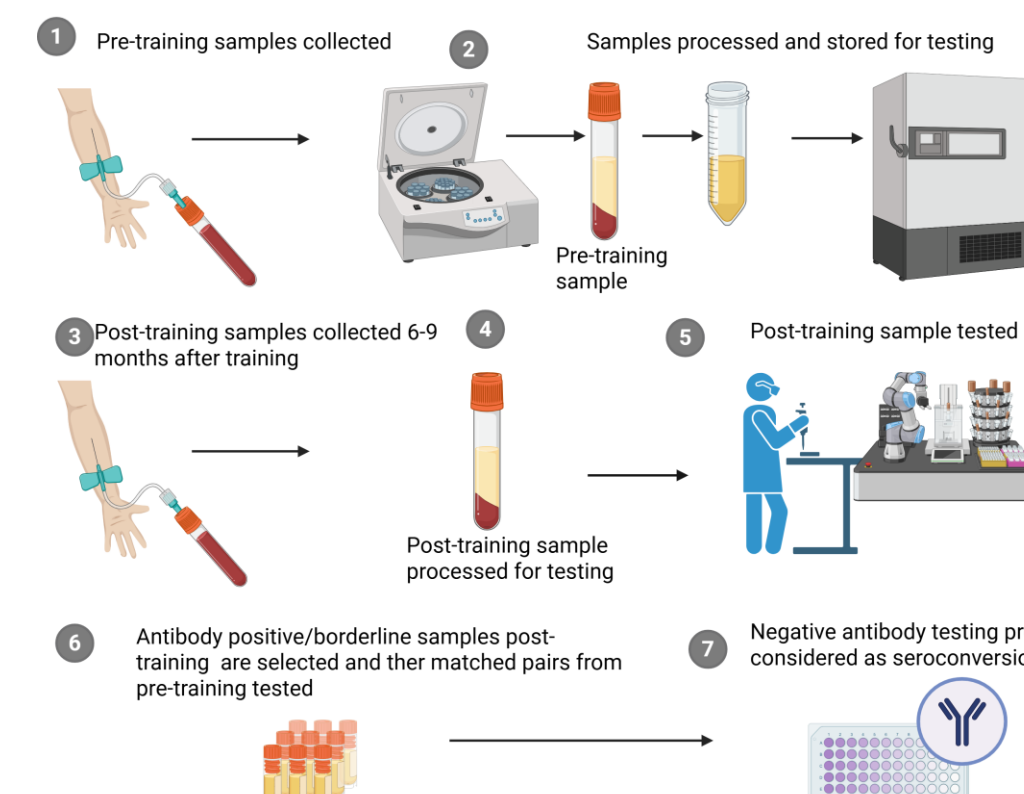 1 Pre-training samples collected
2 Samples processed and stored for testing
Pre-training
sample
3 Post-training samples collected 6-9
months after training
4
Post-training sample
processed for testing
5 Post-training sample tested
6 Antibody positive/borderline samples post-
training are selected and ther matched pairs from
pre-training tested
7 Negative antibody testing pr
considered as seroconversio